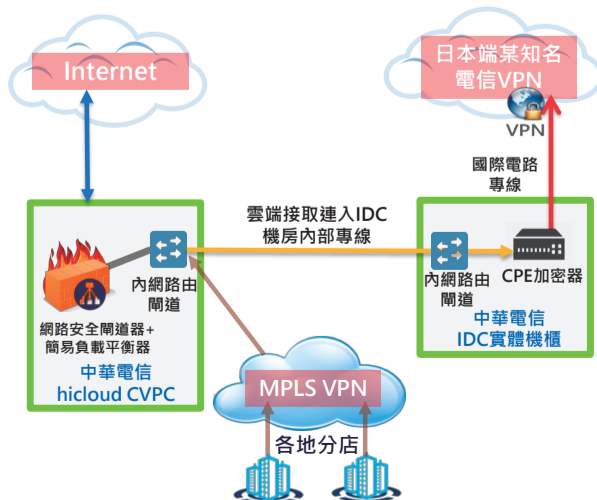 Internet
日本端某知名
電信VPN
VPN
國際電路
專線
雲端接取連入IDC
機房內部專線
內網路由
閘道
網路安全閘道器+
簡易負載平衡器
中華電信
hicloud CVPC
內網路由
閘道
CPE加密器
中華電信
IDC實體機櫃
MPLS VPN
各地分店